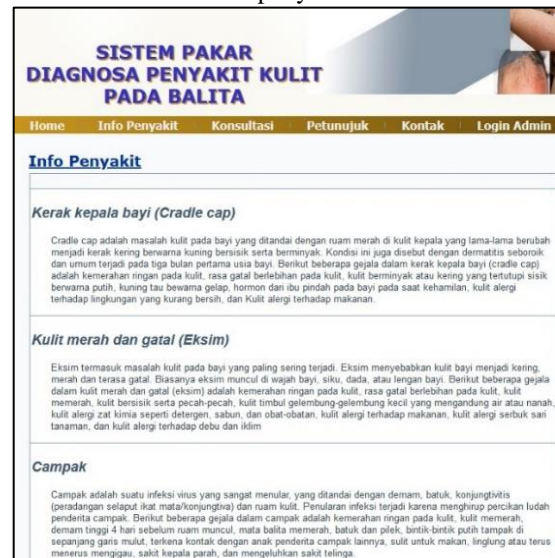 SISTEM PAKAR
DIAGNOSA PENYAKIT KULIT
PADA BALITA
Home Info Penyakit Konsultasi Petunujuk Kontak Login Admin
Info Penyakit
Kerak kepala bayi (Cradle cap)
Cradle cap adalah masalah kulit pada bayi yang ditandai dengan ruam merah di kulit kepala yang lama-lama berubah
menjadi kerak kering berwarna kuning bersisik serta berminyak. Kondisi ini juga disebut dengan dermatitis seboroik
dan umum terjadi pada tiga bulan pertama usia bayi. Berikut beberapa gejala dalam kerak kepala bayi (cradle cap)
adalah kemerahan ringan pada kulit, rasa gatal berlebihan pada kulit, kulit berminyak atau kering yang tertutupi sisik
berwarna putih, kuning tau bewarna gelap, hormon dari ibu pindah pada bayi pada saat kehamilan, kulit alergi
terhadap lingkungan yang kurang bersih, dan Kulit alergi terhadap makanan.
Kulit merah dan gatal (Eksim)
Eksim termasuk masalah kulit pada bayi yang paling sering terjadi. Eksim menyebabkan kulit bayi menjadi kering,
merah dan terasa gatal. Biasanya eksim muncul di wajah bayi, siku, dada, atau lengan bayi. Berikut beberapa gejala
dalam kulit merah dan gatal (eksim) adalah kemerahan ringan pada kulit, rasa gatal berlebihan pada kulit, kulit
memerah, kulit bersisik serta pecah-pecah, kulit timbul gelembung-gelembung kecil yang mengandung air atau nanah,
kulit alergi zat kimia seperti detergen, sabun, dan obat-obatan, kulit alergi terhadap makanan, kulit alergi serbuk sari
tanaman, dan kulit alergi terhadap debu dan iklim
Campak
Campak adalah suatu infeksi virus yang sangat menular, yang ditandai dengan demam, batuk, konjungtivitis
(peradangan selaput ikat mata/konjungtiva) dan ruam kulit. Penularan infeksi terjadi karena menghirup percikan ludah
penderita campak. Berikut beberapa gejala dalam campak adalah kemerahan ringan pada kulit, kulit memerah,
demam tinggi 4 hari sebelum ruam muncul, mata balita memerah, batuk dan pilek, bintik-bintik putih tampak di
sepanjang garis mulut, terkena kontak dengan anak penderita campak lainnya, sulit untuk makan, linglung atau terus
menerus mengigau, sakit kepala parah, dan mengeluhkan sakit telinga.